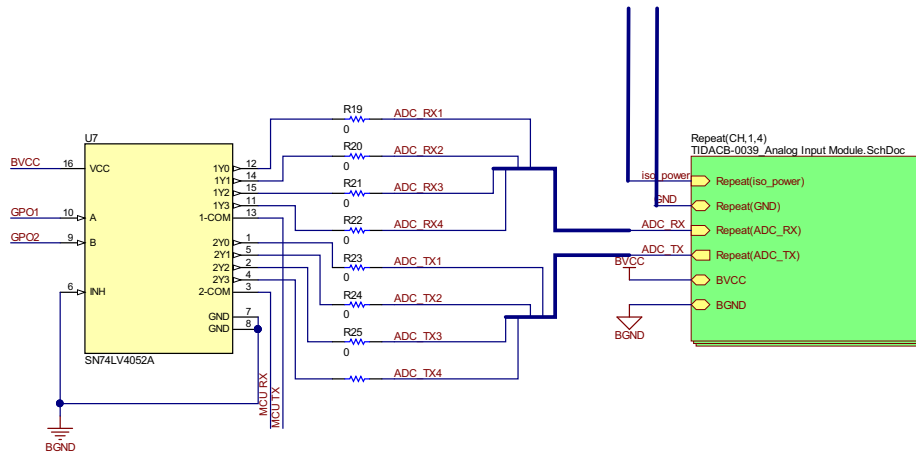 U7
SN74LV4052A
BVCC
16
VCC
GPO1
10
A
GPO2
9
B
6
INH
1Y0
12
1Y1
14
1Y2
15
1Y3
11
1-COM
13
2Y0
1
2Y1
5
2Y2
2
2Y3
4
2-COM
3
GND
7
GND
8
BGND
MCU RX
MCU TX
R19
0
ADC_RX1
R20
0
ADC_RX2
R21
0
ADC_RX3
R22
0
ADC_RX4
R23
0
ADC_TX1
R24
0
ADC_TX2
R25
0
ADC_TX3
ADC_TX4
Repeat(CH,1,4)
TIDACB-0039_Analog Input Module.SchDoc
iso_power
Repeat(iso_power)
GND
Repeat(GND)
ADC_RX
Repeat(ADC_RX)
ADC_TX
Repeat(ADC_TX)
BVCC
BVCC
BGND
BGND